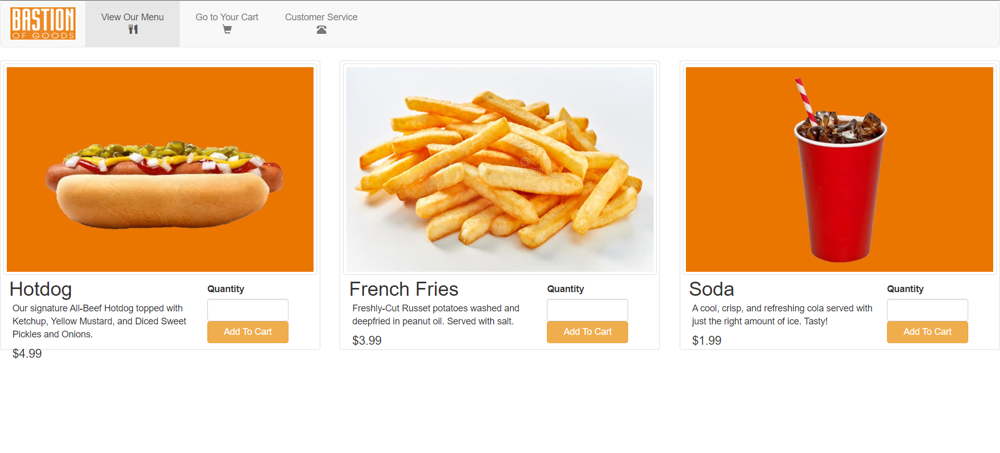 BASTION
OF GOODS
View Our Menu
Go to Your Cart
Customer Service
dreamstime
Hotdog
Quantity
Our signature All-Beef Hotdog topped with
Ketchup, Yellow Mustard, and Diced Sweet
Pickles and Onions.
Add To Cart
$4.99
French Fries
Quantity
Freshly-Cut Russet potatoes washed and
deepfried in peanut oil. Served with salt.
Add To Cart
$3.99
Soda
Quantity
A cool, crisp, and refreshing cola served with
just the right amount of ice. Tasty!
Add To Cart
$1.99